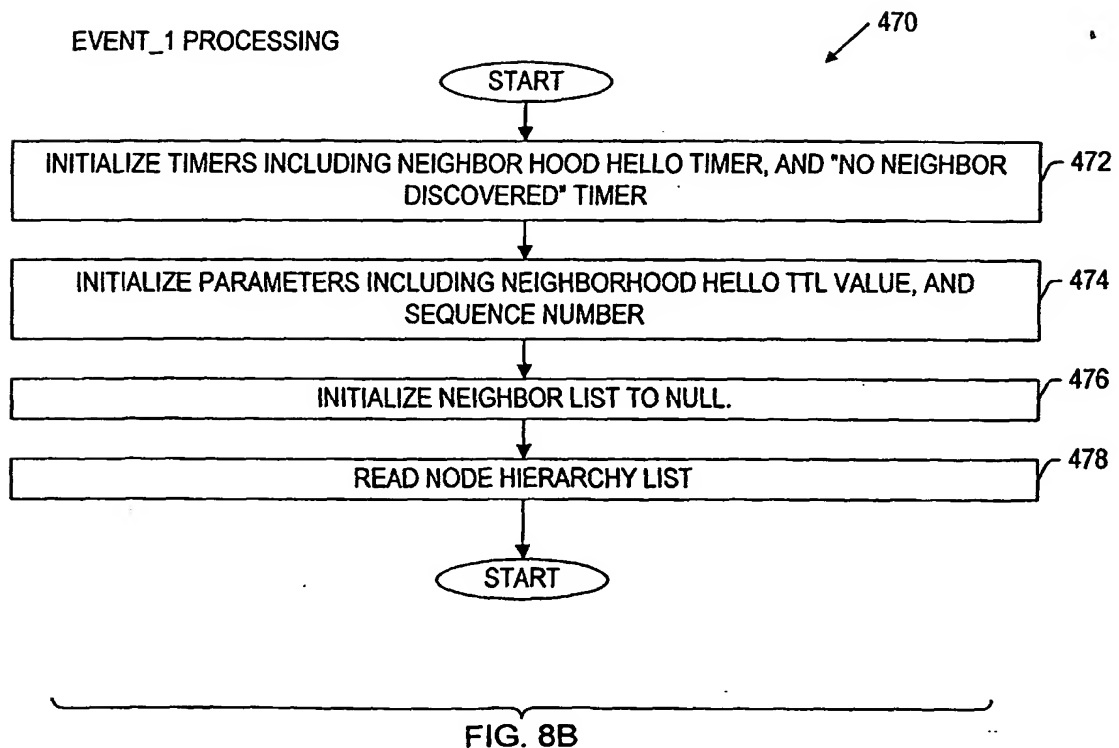 EVENT_1 PROCESSING
470
START
INITIALIZE TIMERS INCLUDING NEIGHBOR HOOD HELLO TIMER, AND "NO NEIGHBOR
DISCOVERED" TIMER
472
INITIALIZE PARAMETERS INCLUDING NEIGHBORHOOD HELLO TTL VALUE, AND
SEQUENCE NUMBER
474
INITIALIZE NEIGHBOR LIST TO NULL.
476
READ NODE HIERARCHY LIST
478
START
FIG. 8B